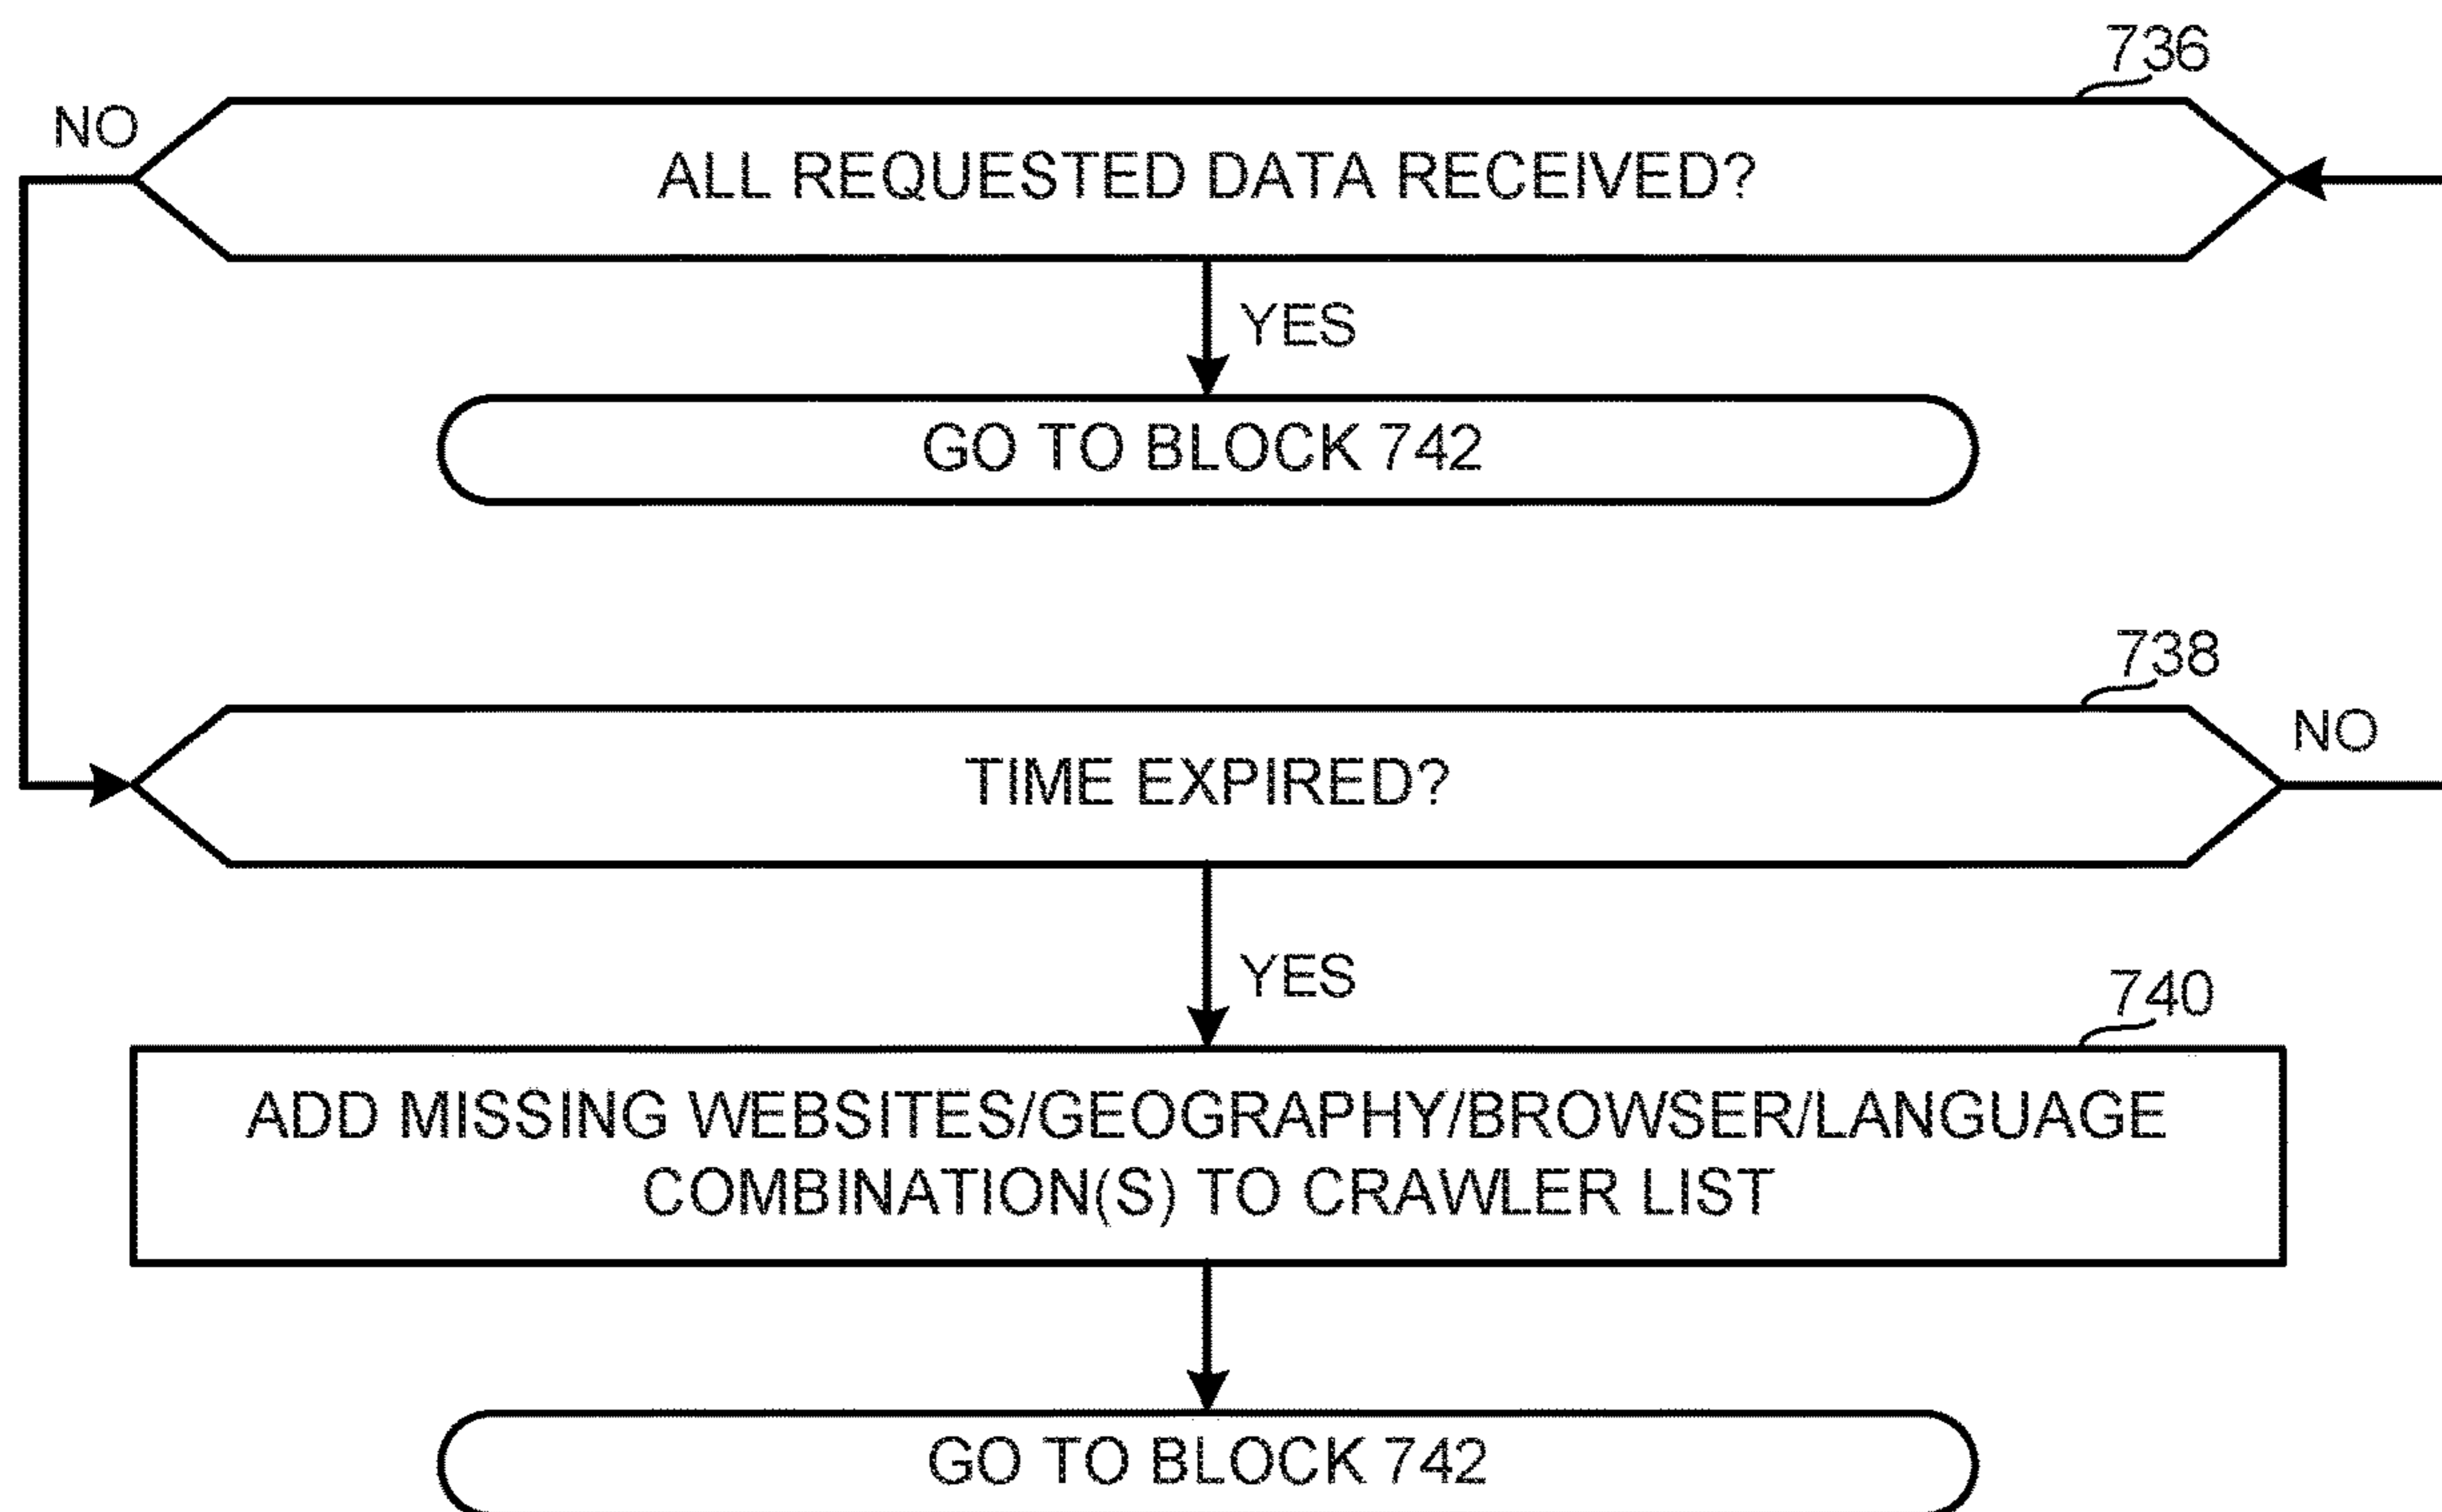 736
NO
ALL REQUESTED DATA RECEIVED?
YES
GO TO BLOCK 742
738
NO
TIME EXPIRED?
YES
740
ADD MISSING WEBSITES/GEOGRAPHY/BROWSER/LANGUAGE
COMBINATION(S) TO CRAWLER LIST
GO TO BLOCK 742